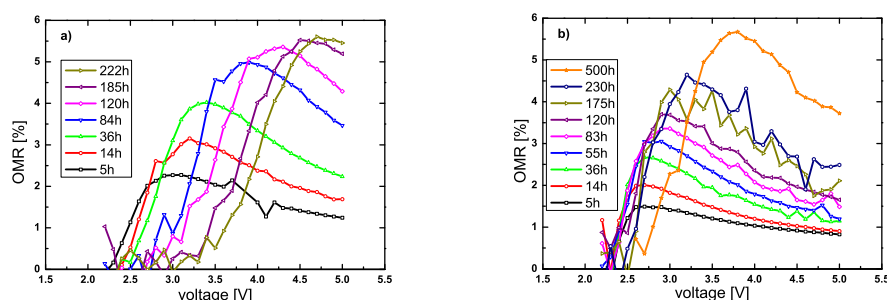 a)
OMR [%]
6
5
4
3
2
1
0
222h
185h
120h
84h
36h
14h
5h
1.5 2.0 2.5 3.0 3.5 4.0 4.5 5.0 5.5
voltage [V]
b)
OMR [%]
5
4
3
2
1
0
500h
230h
175h
120h
83h
55h
36h
14h
5h
1.5 2.0 2.5 3.0 3.5 4.0 4.5 5.0 5.5
voltage [V]